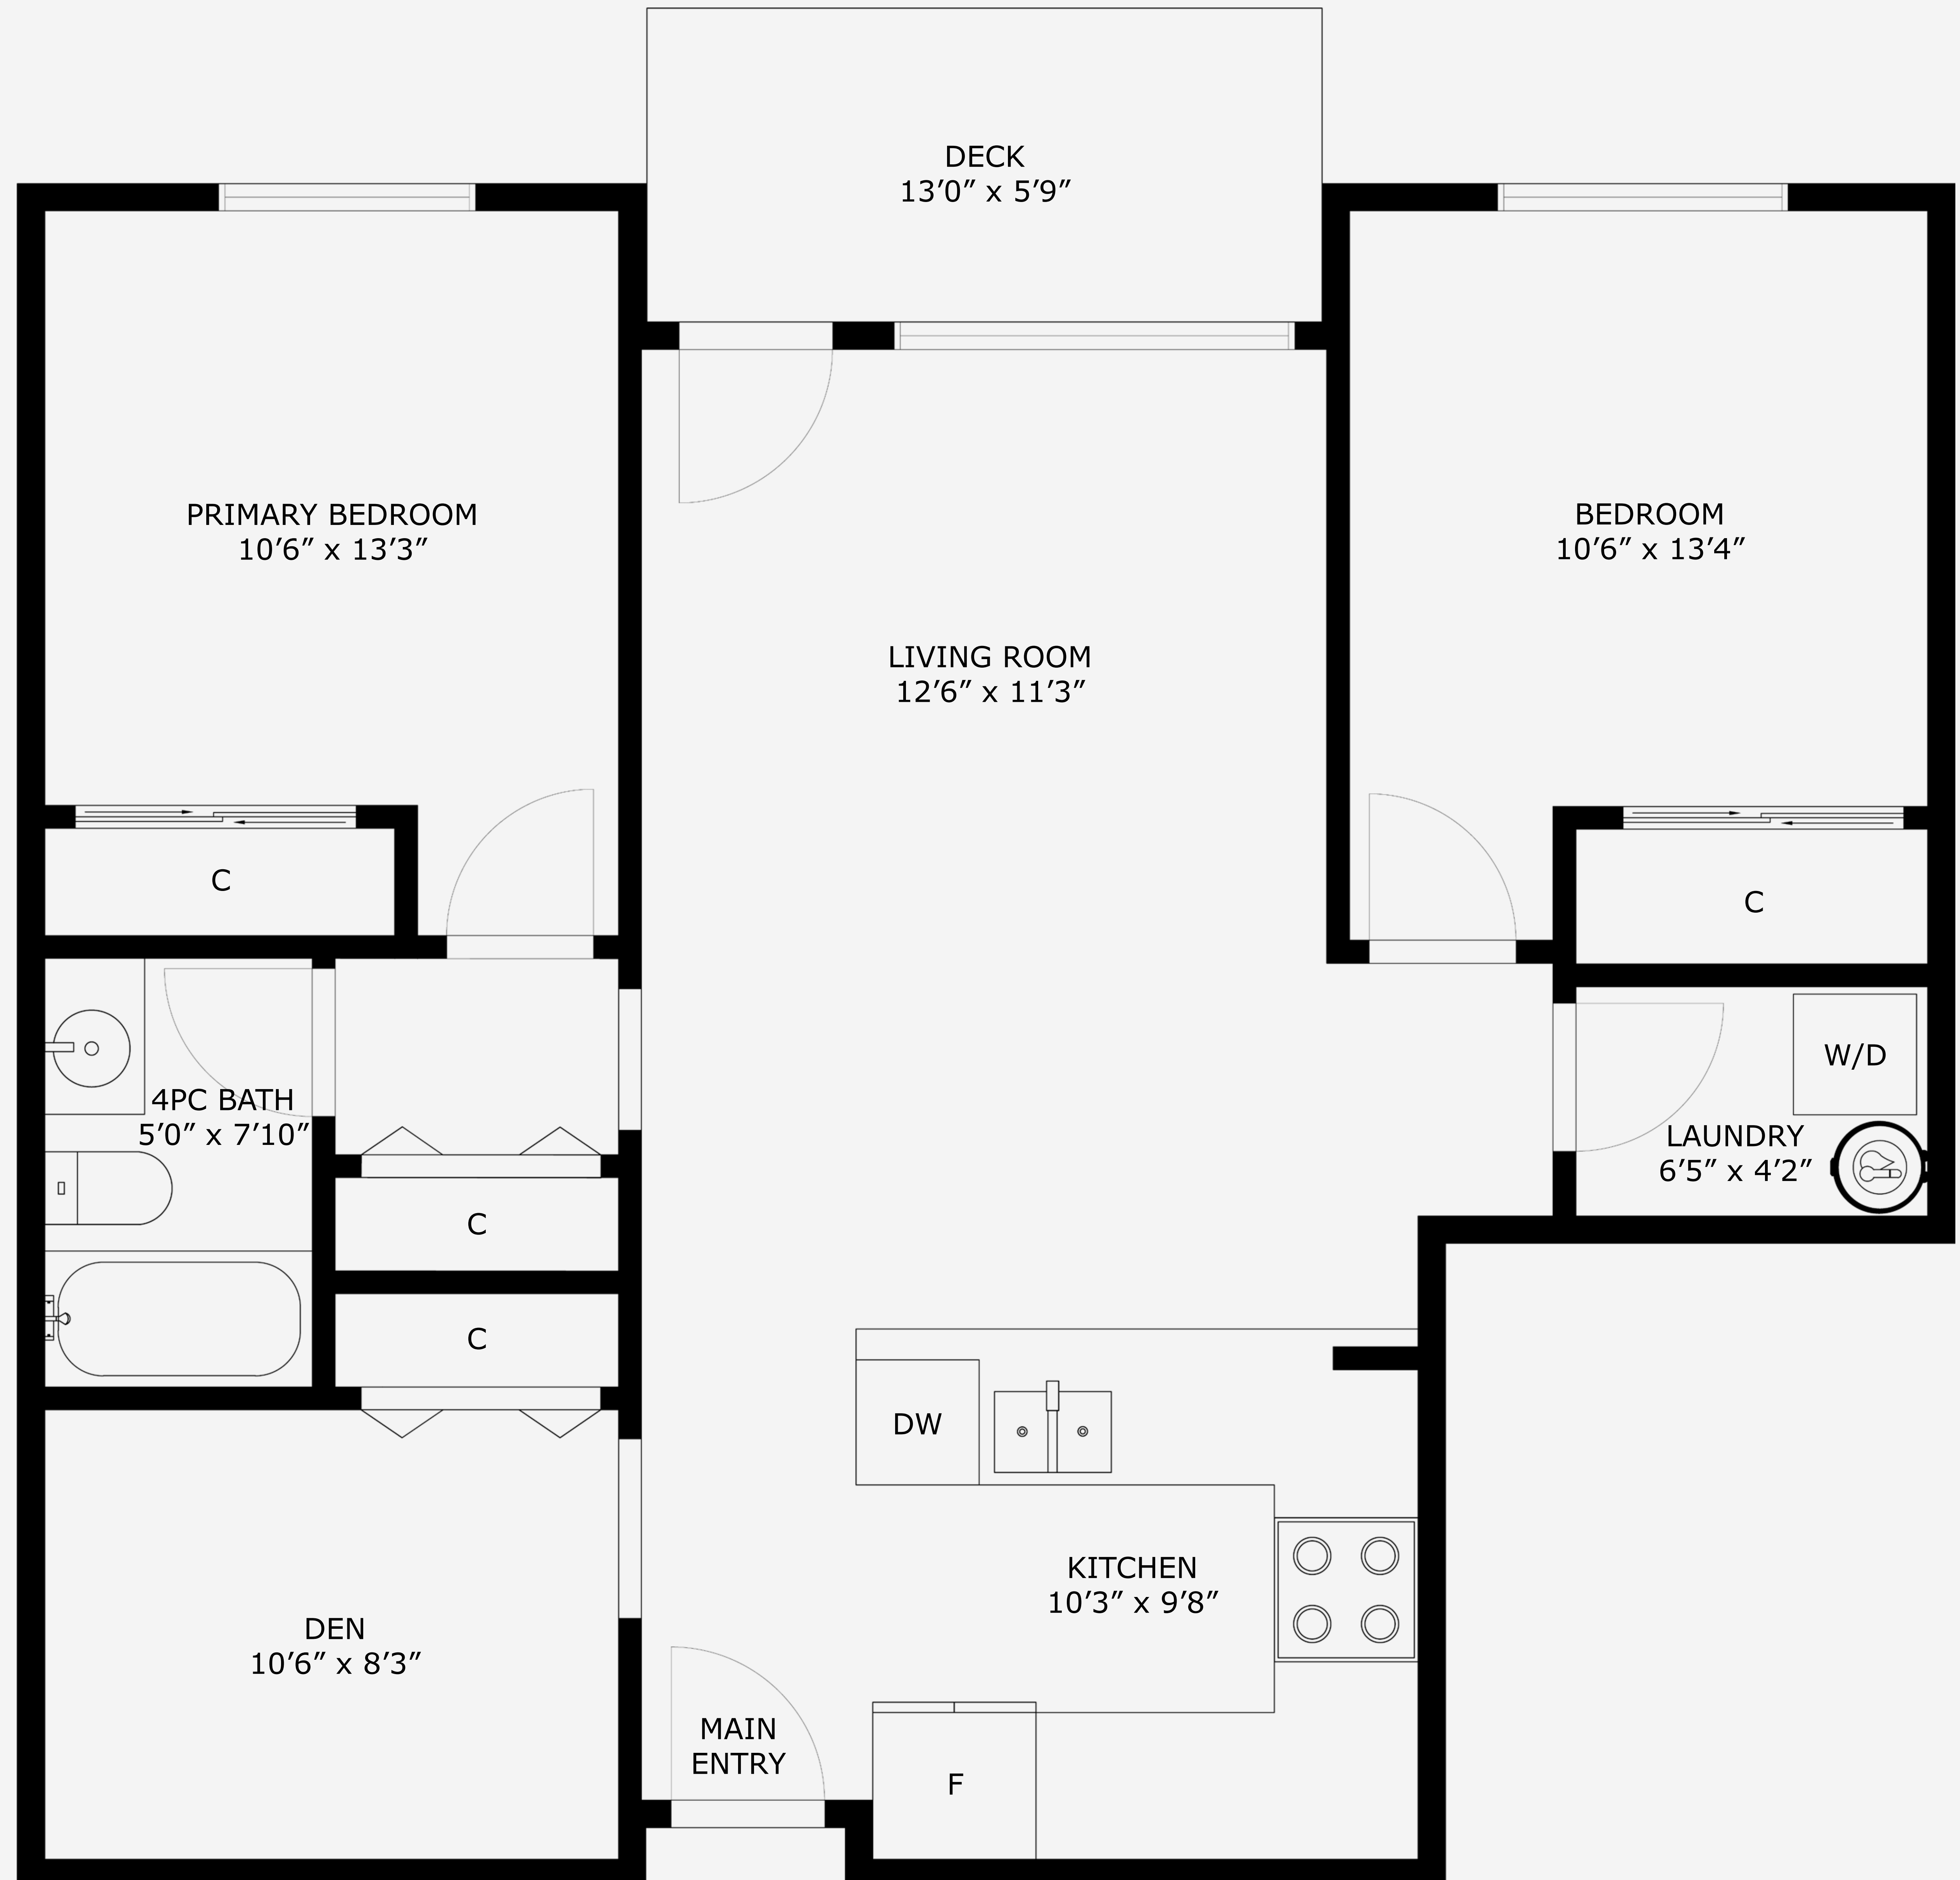 DECK
13′0″ x 5′9″
PRIMARY BEDROOM
10′6″ x 13′3″
BEDROOM
10′6″ x 13′4″
LIVING ROOM
12′6″ x 11′3″
C
C
4PC BATH
5′0″ x 7′10″
W/D
LAUNDRY
6′5″ x 4′2″
C
C
DW
KITCHEN
10′3″ x 9′8″
DEN
10′6″ x 8′3″
MAIN
ENTRY
F